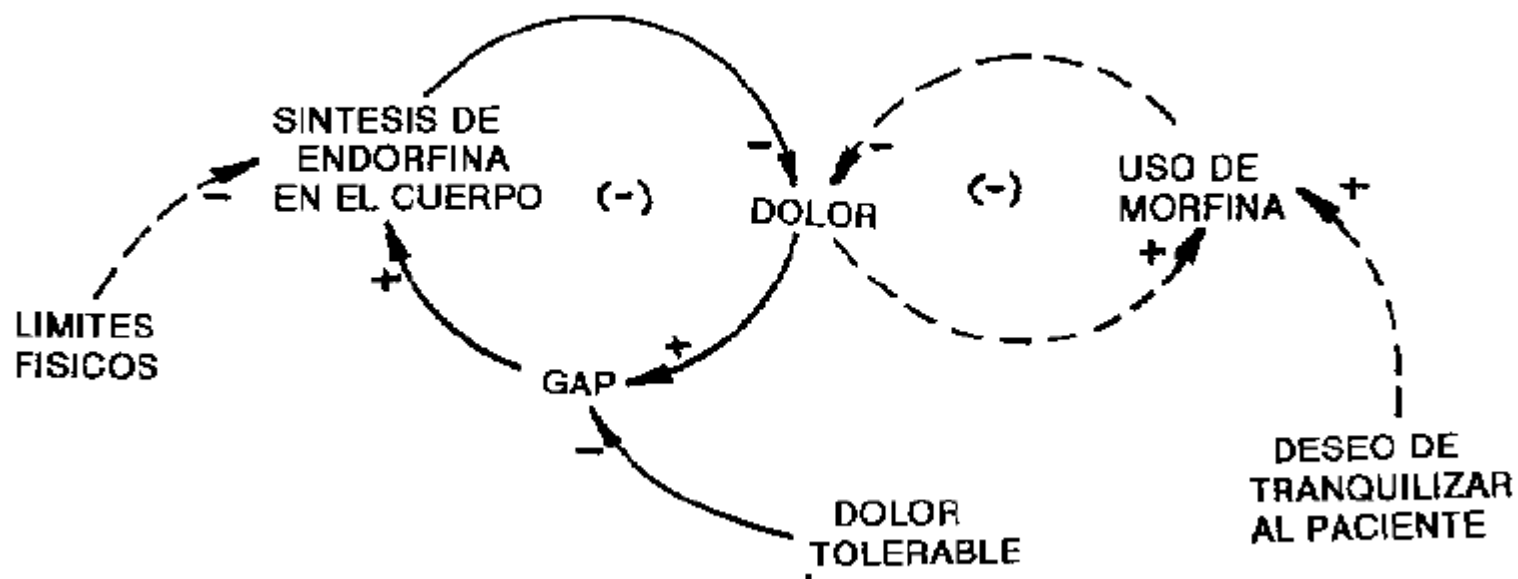 SINTESIS DE
ENDORFINA
EN EL CUERPO
-
-
(-)
(-)
DOLOR
USO DE
MORFINA
+
-
+
+
LIMITES
FISICOS
+
GAP
-
DOLOR
TOLERABLE
DESEO DE
TRANQUILIZAR
AL PACIENTE